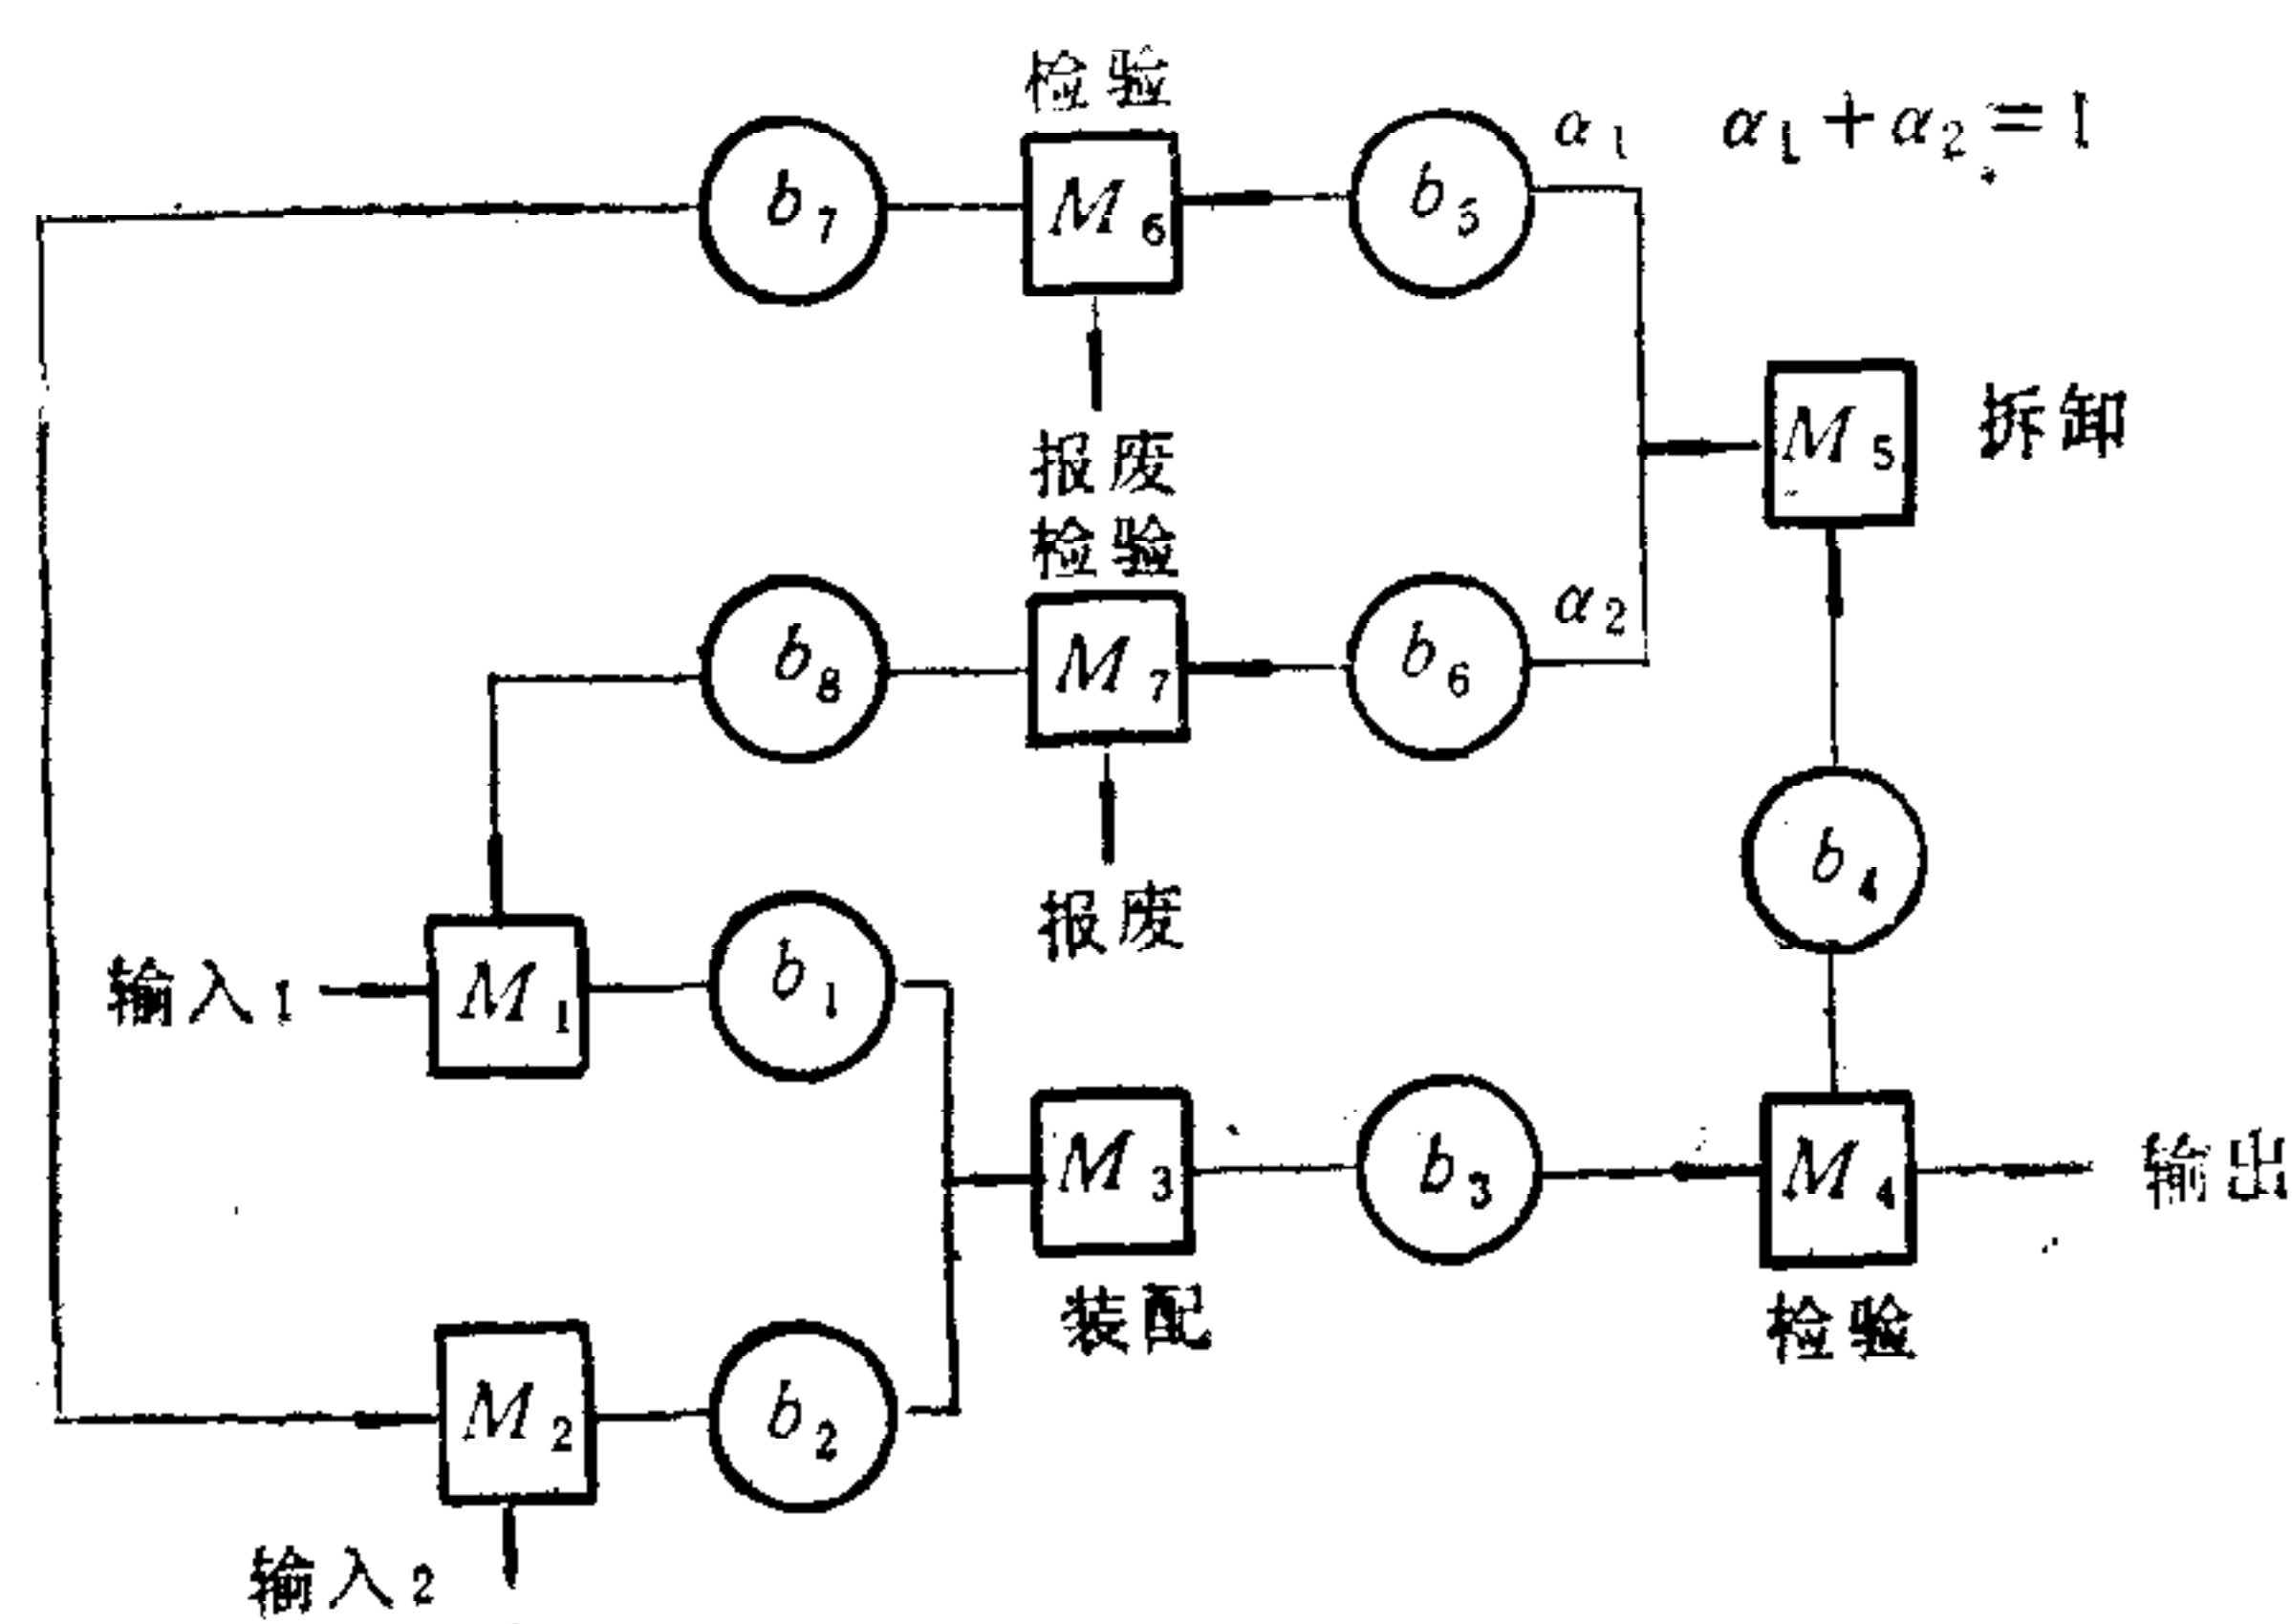 检验
α₁ α₁+α₂=1
b₇ M₆ b₅
M₅ 拆卸
报废
检验
α₂
b₈ M₇ b₆
b₄
报废
输入1 M₁ b₁
M₃ b₃ M₄ 输出
装配 检验
M₂ b₂
输入2